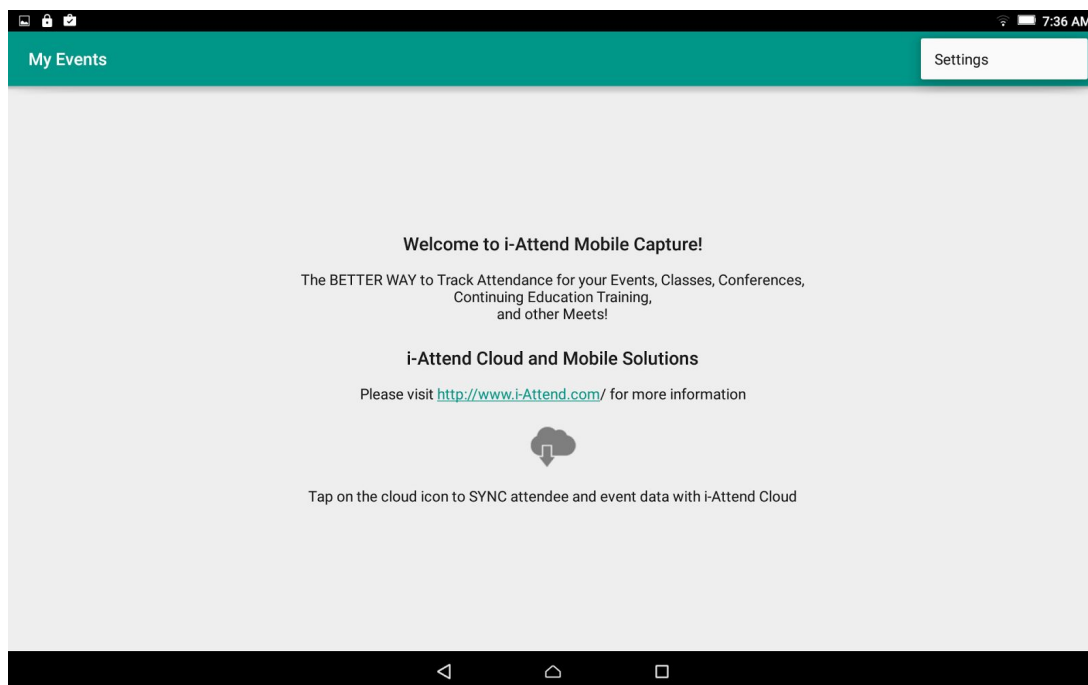 7:36 AM
My Events
Settings
Welcome to i-Attend Mobile Capture!
The BETTER WAY to Track Attendance for your Events, Classes, Conferences,
Continuing Education Training,
and other Meets!
i-Attend Cloud and Mobile Solutions
Please visit http://www.i-Attend.com/ for more information
Tap on the cloud icon to SYNC attendee and event data with i-Attend Cloud